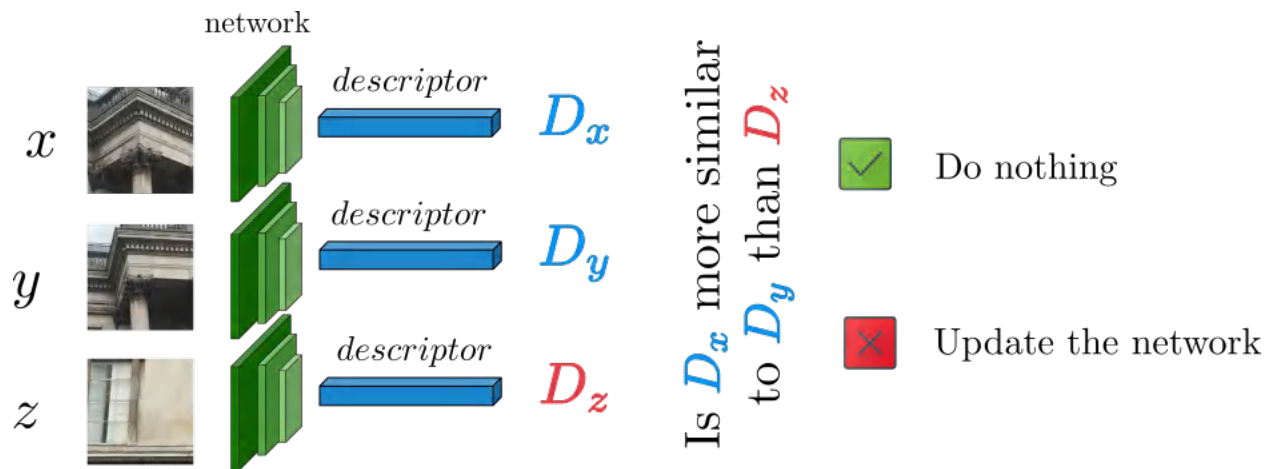 network
x
descriptor
D_x
y
descriptor
D_y
z
descriptor
D_z
Is D_x more similar
to D_y than D_z
Do nothing
Update the network